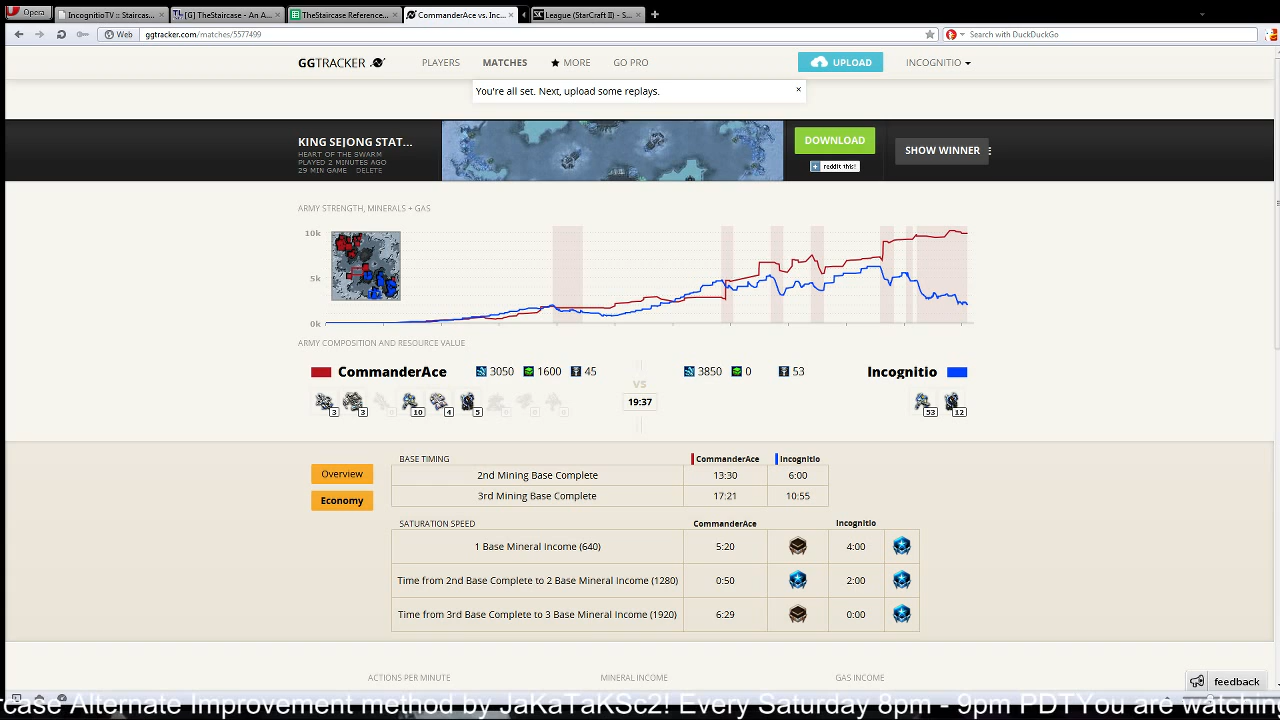 Opera
IncognitioTV :: Staircas...
[G] TheStaircase - An A...
TheStaircase Reference...
CommanderAce vs. Inc...
League (StarCraft II) - S...
Web
ggtracker.com/matches/5577499
Search with DuckDuckGo
GGTRACKER
PLAYERS
MATCHES
MORE
GO PRO
UPLOAD
INCOGNITIO
You're all set. Next, upload some replays.
×
KING SEJONG STAT...
HEART OF THE SWARM
PLAYED 2 MINUTES AGO
29 MIN GAME DELETE
DOWNLOAD
reddit this!
SHOW WINNER
ARMY STRENGTH, MINERALS + GAS
10k
5k
0k
ARMY COMPOSITION AND RESOURCE VALUE
CommanderAce 3050 1600 45
VS
3850 0 53 Incognitio
19:37
3 3 0 10 4 5 0 0 0
53 12
Overview
Economy
BASE TIMING CommanderAce Incognitio
2nd Mining Base Complete 13:30 6:00
3rd Mining Base Complete 17:21 10:55
SATURATION SPEED CommanderAce Incognitio
1 Base Mineral Income (640) 5:20 4:00
Time from 2nd Base Complete to 2 Base Mineral Income (1280) 0:50 2:00
Time from 3rd Base Complete to 3 Base Mineral Income (1920) 6:29 0:00
ACTIONS PER MINUTE
MINERAL INCOME
GAS INCOME
feedback
rcase Alternate Improvement method by JaKaTaKSc2! Every Saturday 8pm - 9pm PDTYou are watching